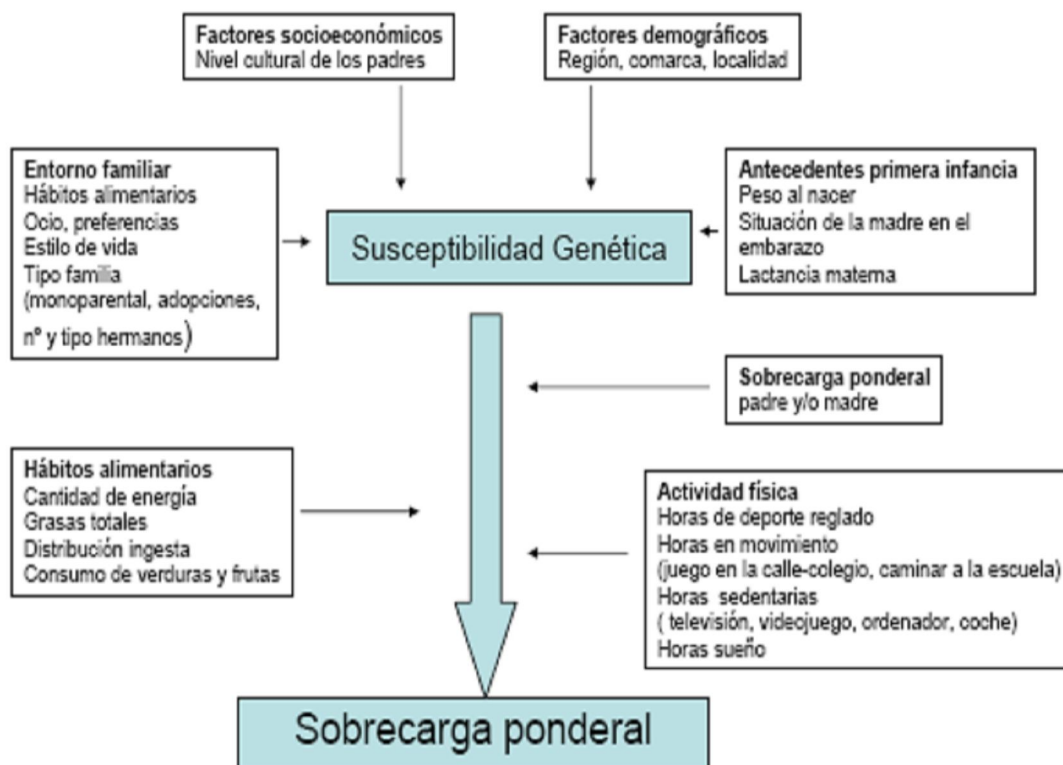 Factores socioeconómicos
Nivel cultural de los padres
Factores demográficos
Región, comarca, localidad
Entorno familiar
Hábitos alimentarios
Ocio, preferencias
Estilo de vida
Tipo familia
(monoparental, adopciones,
nº y tipo hermanos)
Susceptibilidad Genética
Antecedentes primera infancia
Peso al nacer
Situación de la madre en el
embarazo
Lactancia materna
Sobrecarga ponderal
padre y/o madre
Hábitos alimentarios
Cantidad de energía
Grasas totales
Distribución ingesta
Consumo de verduras y frutas
Actividad física
Horas de deporte reglado
Horas en movimiento
(juego en la calle-colegio, caminar a la escuela)
Horas sedentarias
( televisión, videojuego, ordenador, coche)
Horas sueño
Sobrecarga ponderal